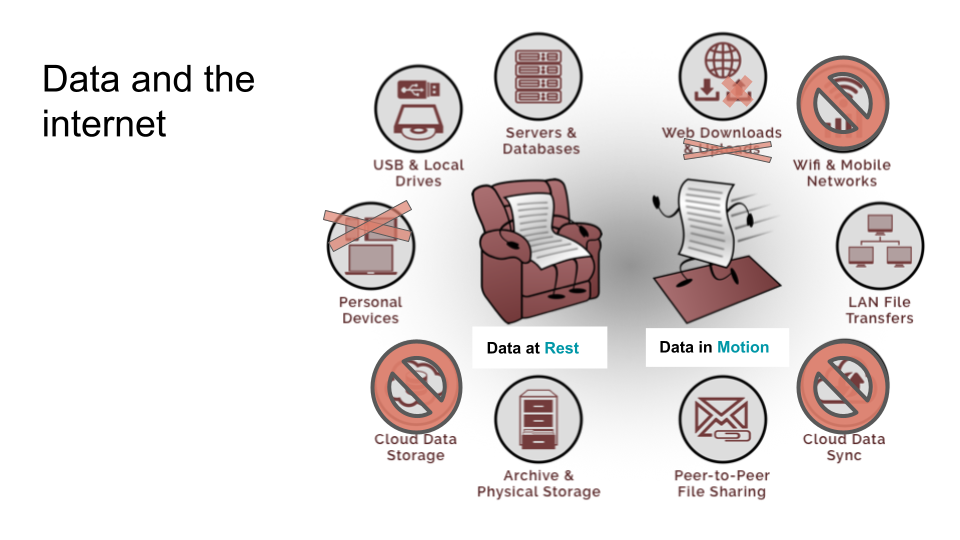 Data and the
internet
USB & Local
Drives
Servers &
Databases
Web Downloads
& Uploads
Wifi & Mobile
Networks
Personal
Devices
LAN File
Transfers
Data at Rest
Data in Motion
Cloud Data
Storage
Archive &
Physical Storage
Peer-to-Peer
File Sharing
Cloud Data
Sync